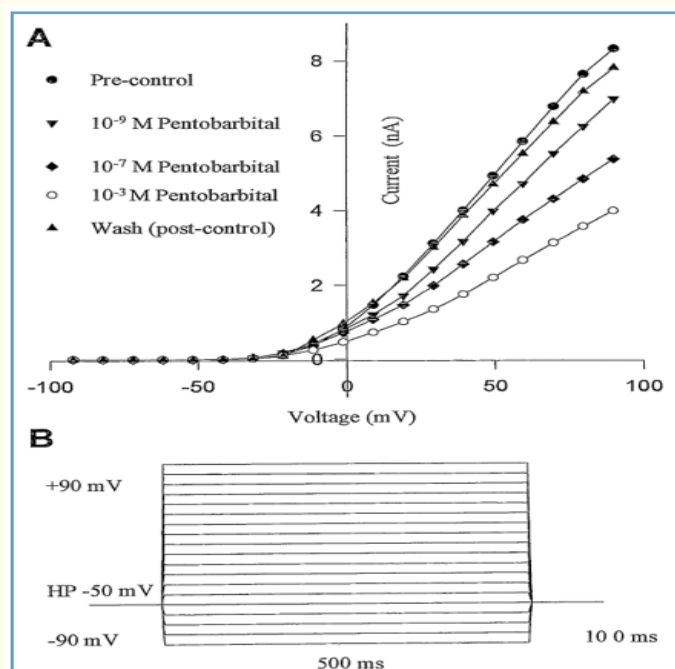 A
8
Pre-control
10⁻⁹ M Pentobarbital
6
10⁻⁷ M Pentobarbital
Current (nA)
10⁻³ M Pentobarbital
4
Wash (post-control)
2
0
-100
-50
0
50
100
Voltage (mV)
B
+90 mV
HP -50 mV
-90 mV
10 0 ms
500 ms